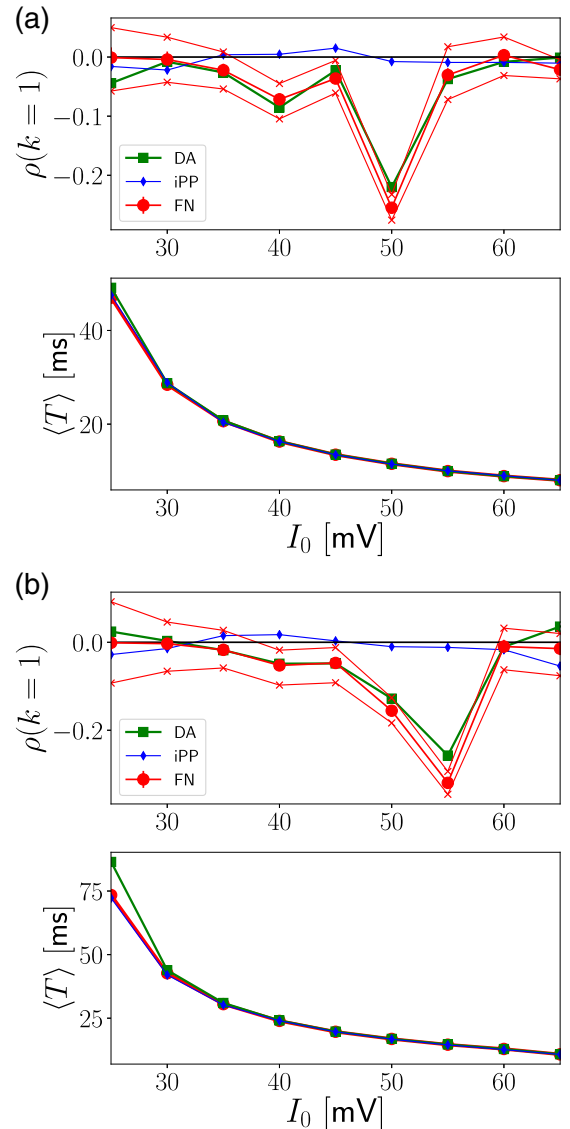 (a)
ρ(k = 1)
0.0
−0.1
−0.2
DA
iPP
FN
30 40 50 60
⟨T⟩ [ms]
40
20
30 40 50 60
I₀ [mV]
(b)
ρ(k = 1)
0.0
−0.2
DA
iPP
FN
30 40 50 60
⟨T⟩ [ms]
75
50
25
30 40 50 60
I₀ [mV]